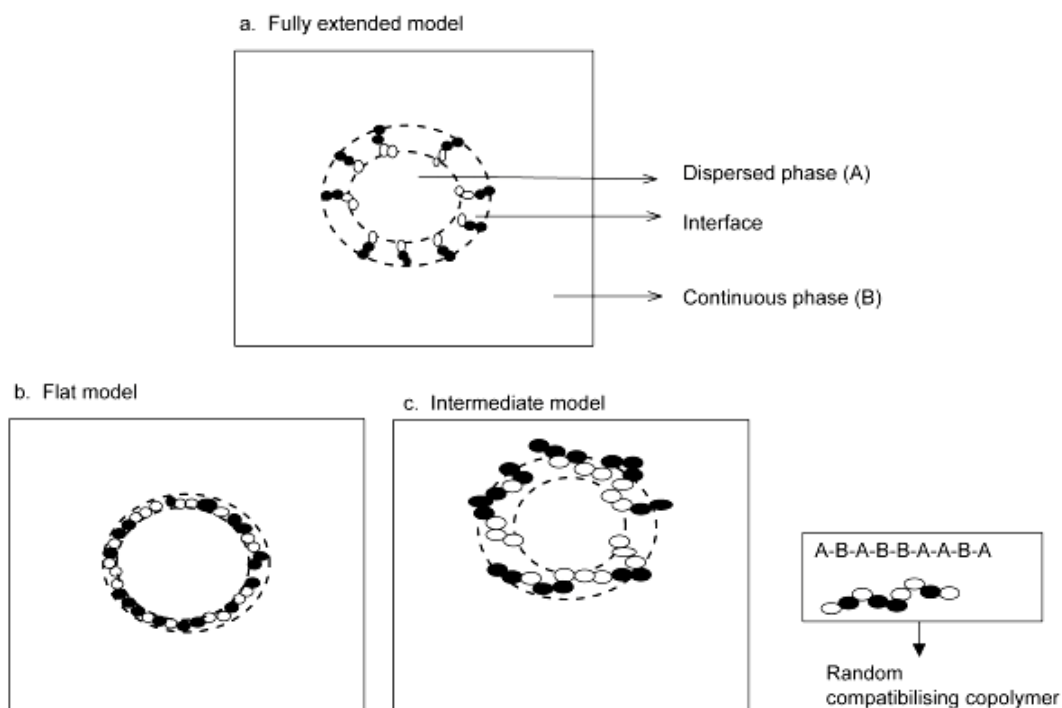 a. Fully extended model
Dispersed phase (A)
Interface
Continuous phase (B)
b. Flat model
c. Intermediate model
A-B-A-B-B-A-A-B-A
Random
compatibilising copolymer